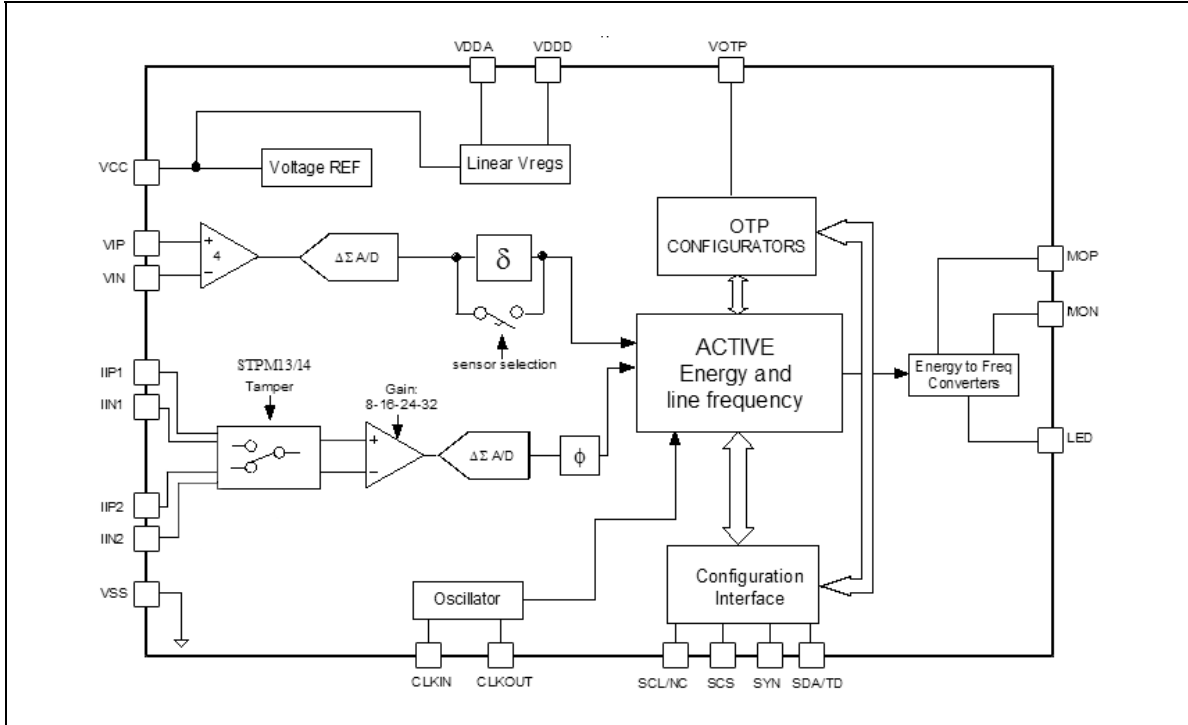 VDDA
VDDD
VOTP
VCC
Voltage REF
Linear Vregs
OTP
CONFIGURATORS
VIP
VIN
+
4
−
ΔΣ A/D
δ
sensor selection
MOP
MON
ACTIVE
Energy and
line frequency
Energy to Freq
Converters
IIP1
IIN1
STPM13/14
Tamper
Gain:
8-16-24-32
+
−
ΔΣ A/D
ϕ
LED
IIP2
IIN2
VSS
Oscillator
Configuration
Interface
CLKIN
CLKOUT
SCL/NC
SCS
SYN
SDA/TD